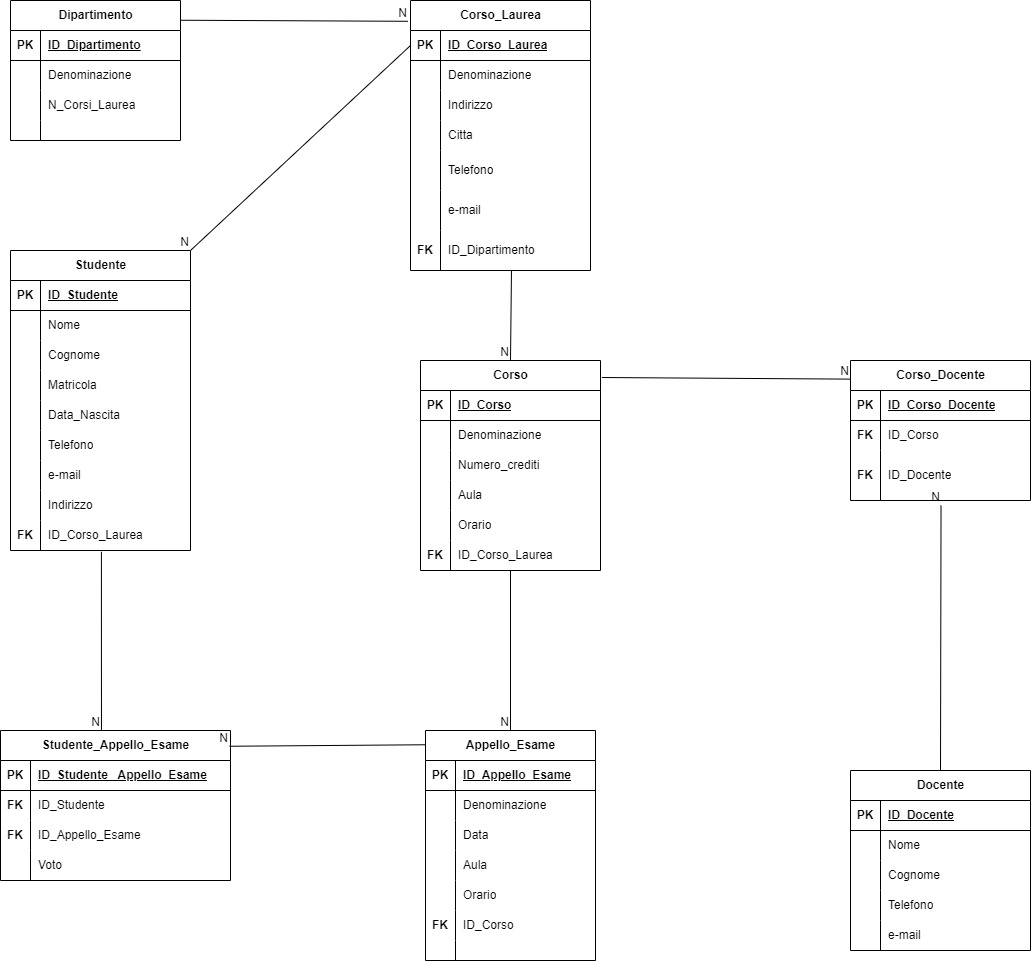 Dipartimento
PK ID_Dipartimento
Denominazione
N_Corsi_Laurea
N
Corso_Laurea
PK ID_Corso_Laurea
Denominazione
Indirizzo
Citta
Telefono
e-mail
FK ID_Dipartimento
N
Studente
PK ID_Studente
Nome
Cognome
Matricola
Data_Nascita
Telefono
e-mail
Indirizzo
FK ID_Corso_Laurea
N
Corso
PK ID_Corso
Denominazione
Numero_crediti
Aula
Orario
FK ID_Corso_Laurea
N
Corso_Docente
PK ID_Corso_Docente
FK ID_Corso
FK ID_Docente
N
N
Studente_Appello_Esame
N
PK ID_Studente_Appello_Esame
FK ID_Studente
FK ID_Appello_Esame
Voto
N
Appello_Esame
PK ID_Appello_Esame
Denominazione
Data
Aula
Orario
FK ID_Corso
Docente
PK ID_Docente
Nome
Cognome
Telefono
e-mail